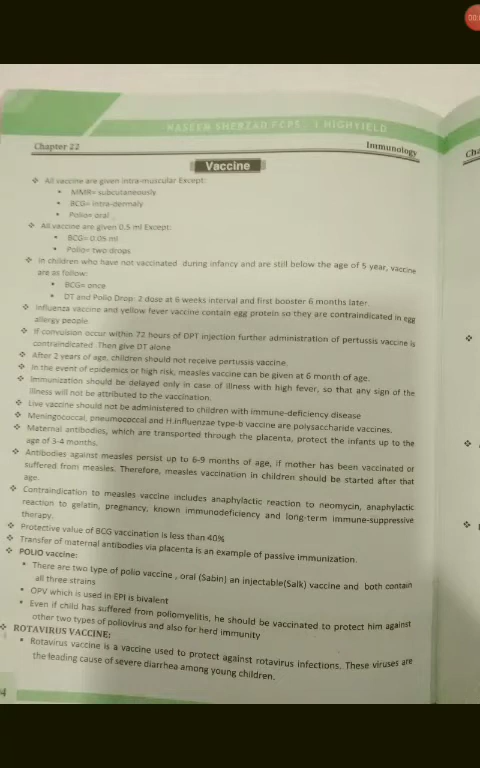 00:
NASEEM SHERZAD FCPS - 1 HIGHYIELD
Chapter 22
Immunology
Cha
Vaccine
❖ All vaccine are given intra-muscular Except:
• MMR= subcutaneously
• BCG= intra-dermaly
• Polio= oral
❖ All vaccine are given 0.5 ml Except:
• BCG= 0.05 ml
• Polio= two drops
❖ In children who have not vaccinated during infancy and are still below the age of 5 year, vaccine
are as follow:
• BCG= once
• DT and Polio Drop: 2 dose at 6 weeks interval and first booster 6 months later.
❖ Influenza vaccine and yellow fever vaccine contain egg protein so they are contraindicated in egg
allergy people
❖ If convulsion occur within 72 hours of DPT injection further administration of pertussis vaccine is
contraindicated .Then give DT alone
❖ After 2 years of age, children should not receive pertussis vaccine.
❖ In the event of epidemics or high risk, measles vaccine can be given at 6 month of age.
❖ Immunization should be delayed only in case of illness with high fever, so that any sign of the
illness will not be attributed to the vaccination.
❖ Live vaccine should not be administered to children with immune-deficiency disease
❖ Meningococcal, pneumococcal and H.influenzae type-b vaccine are polysaccharide vaccines.
❖ Maternal antibodies, which are transported through the placenta, protect the infants up to the
age of 3-4 months.
❖ Antibodies against measles persist up to 6-9 months of age, if mother has been vaccinated or
suffered from measles. Therefore, measles vaccination in children should be started after that
age.
❖ Contraindication to measles vaccine includes anaphylactic reaction to neomycin, anaphylactic
reaction to gelatin, pregnancy, known immunodeficiency and long-term immune-suppressive
therapy.
❖ Protective value of BCG vaccination is less than 40%
❖ Transfer of maternal antibodies via placenta is an example of passive immunization.
❖ POLIO vaccine:
• There are two type of polio vaccine , oral (Sabin) an injectable(Salk) vaccine and both contain
all three strains
• OPV which is used in EPI is bivalent
• Even if child has suffered from poliomyelitis, he should be vaccinated to protect him against
other two types of poliovirus and also for herd immunity
❖ ROTAVIRUS VACCINE:
• Rotavirus vaccine is a vaccine used to protect against rotavirus infections. These viruses are
the leading cause of severe diarrhea among young children.
4